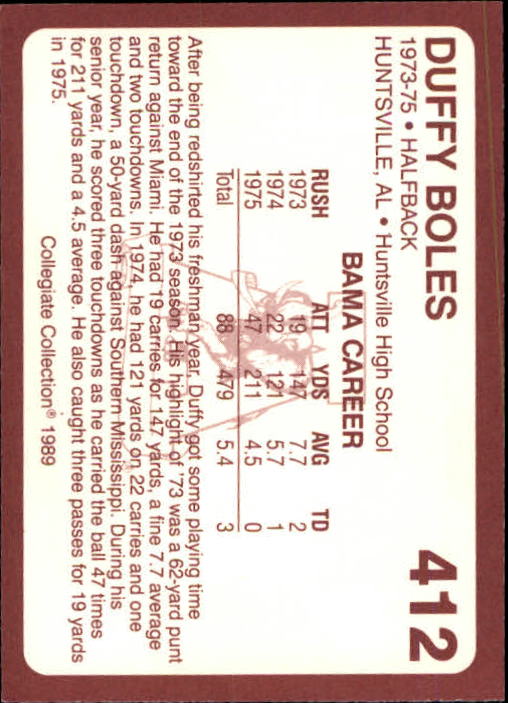 DUFFY BOLES 412
1973-75 • HALFBACK
HUNTSVILLE, AL • Huntsville High School
BAMA CAREER
RUSH ATT YDS AVG TD
1973 19 147 7.7 2
1974 22 121 5.7 1
1975 47 211 4.5 0
Total 88 479 5.4 3
After being redshirted his freshman year, Duffy got some playing time
toward the end of the 1973 season. His highlight of '73 was a 62-yard punt
return against Miami. He had 19 carries for 147 yards, a fine 7.7 average
and two touchdowns. In 1974, he had 121 yards on 22 carries and one
touchdown, a 50-yard dash against Southern Mississippi. During his
senior year, he scored three touchdowns as he carried the ball 47 times
for 211 yards and a 4.5 average. He also caught three passes for 19 yards
in 1975.
Collegiate Collection® 1989